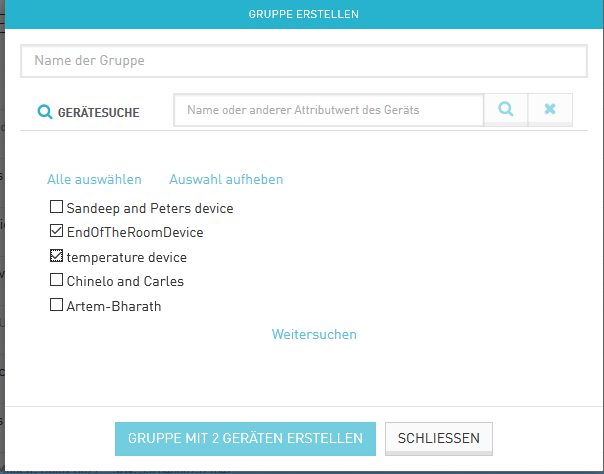 GRUPPE ERSTELLEN
Name der Gruppe
GERÄTESUCHE
Name oder anderer Attributwert des Geräts
Alle auswählen Auswahl aufheben
Sandeep and Peters device
EndOfTheRoomDevice
temperature device
Chinelo and Carles
Artem-Bharath
Weitersuchen
GRUPPE MIT 2 GERÄTEN ERSTELLEN SCHLIESSEN